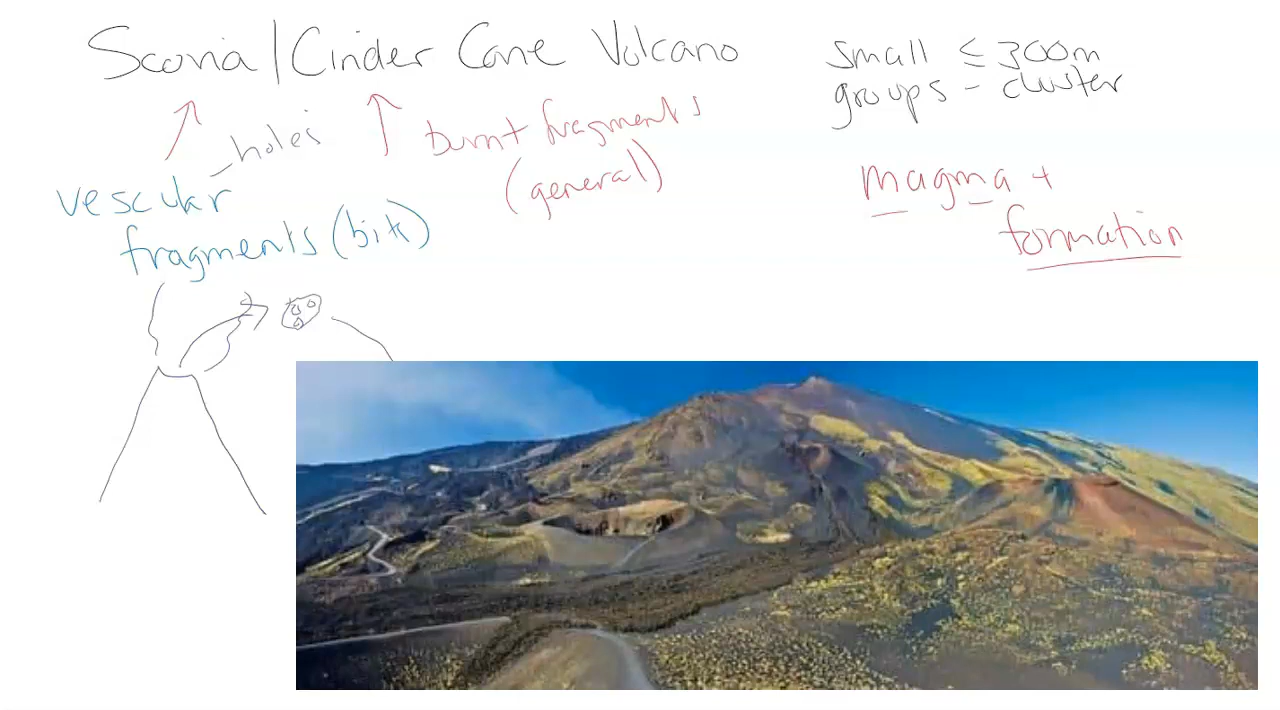 Scoria/Cinder Cone Volcano
small ≤ 300m
groups - cluster
holes
burnt fragments
(general)
vescular
fragments (bits)
magma +
formation